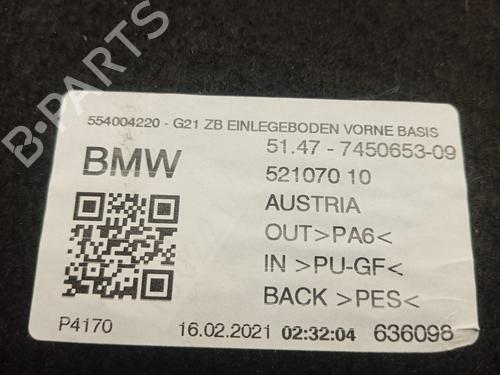 554004220 - G21 ZB EINLEGEBODEN VORNE BASIS
BMW
51.47 - 7450653-09
521070 10
AUSTRIA
OUT>PA6<
IN >PU-GF<
BACK >PES<
P4170
16.02.2021 02:32:04 636098
B-PARTS